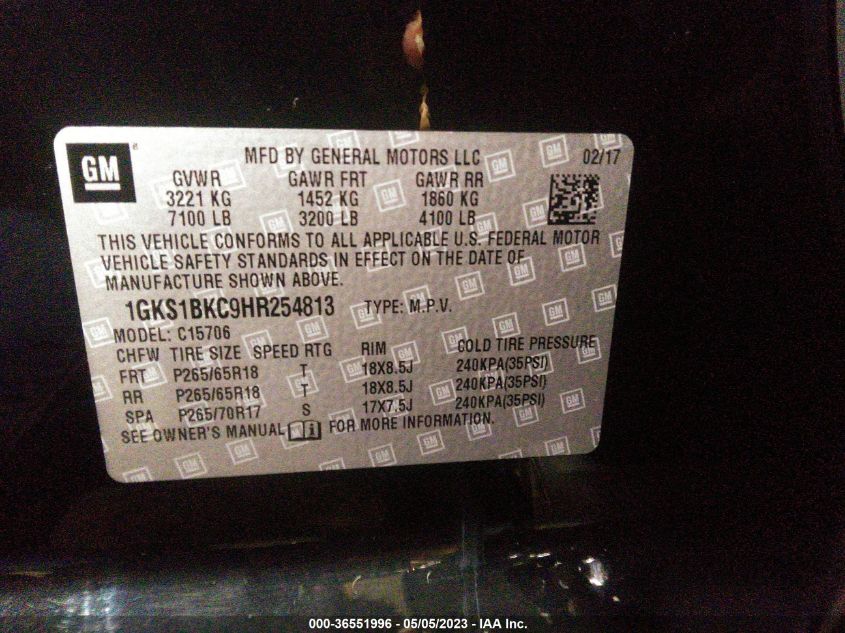 GM
MFD BY GENERAL MOTORS LLC 02/17
GVWR GAWR FRT GAWR RR
3221 KG 1452 KG 1860 KG
7100 LB 3200 LB 4100 LB
THIS VEHICLE CONFORMS TO ALL APPLICABLE U.S. FEDERAL MOTOR
VEHICLE SAFETY STANDARDS IN EFFECT ON THE DATE OF
MANUFACTURE SHOWN ABOVE.
1GKS1BKC9HR254813 TYPE: M.P.V.
MODEL: C15706
CHFW TIRE SIZE SPEED RTG RIM COLD TIRE PRESSURE
FRT P265/65R18 T 18X8.5J 240KPA(35PSI)
RR P265/65R18 T 18X8.5J 240KPA(35PSI)
SPA P265/70R17 S 17X7.5J 240KPA(35PSI)
SEE OWNER'S MANUAL i FOR MORE INFORMATION.
000-36551996 - 05/05/2023 - IAA Inc.